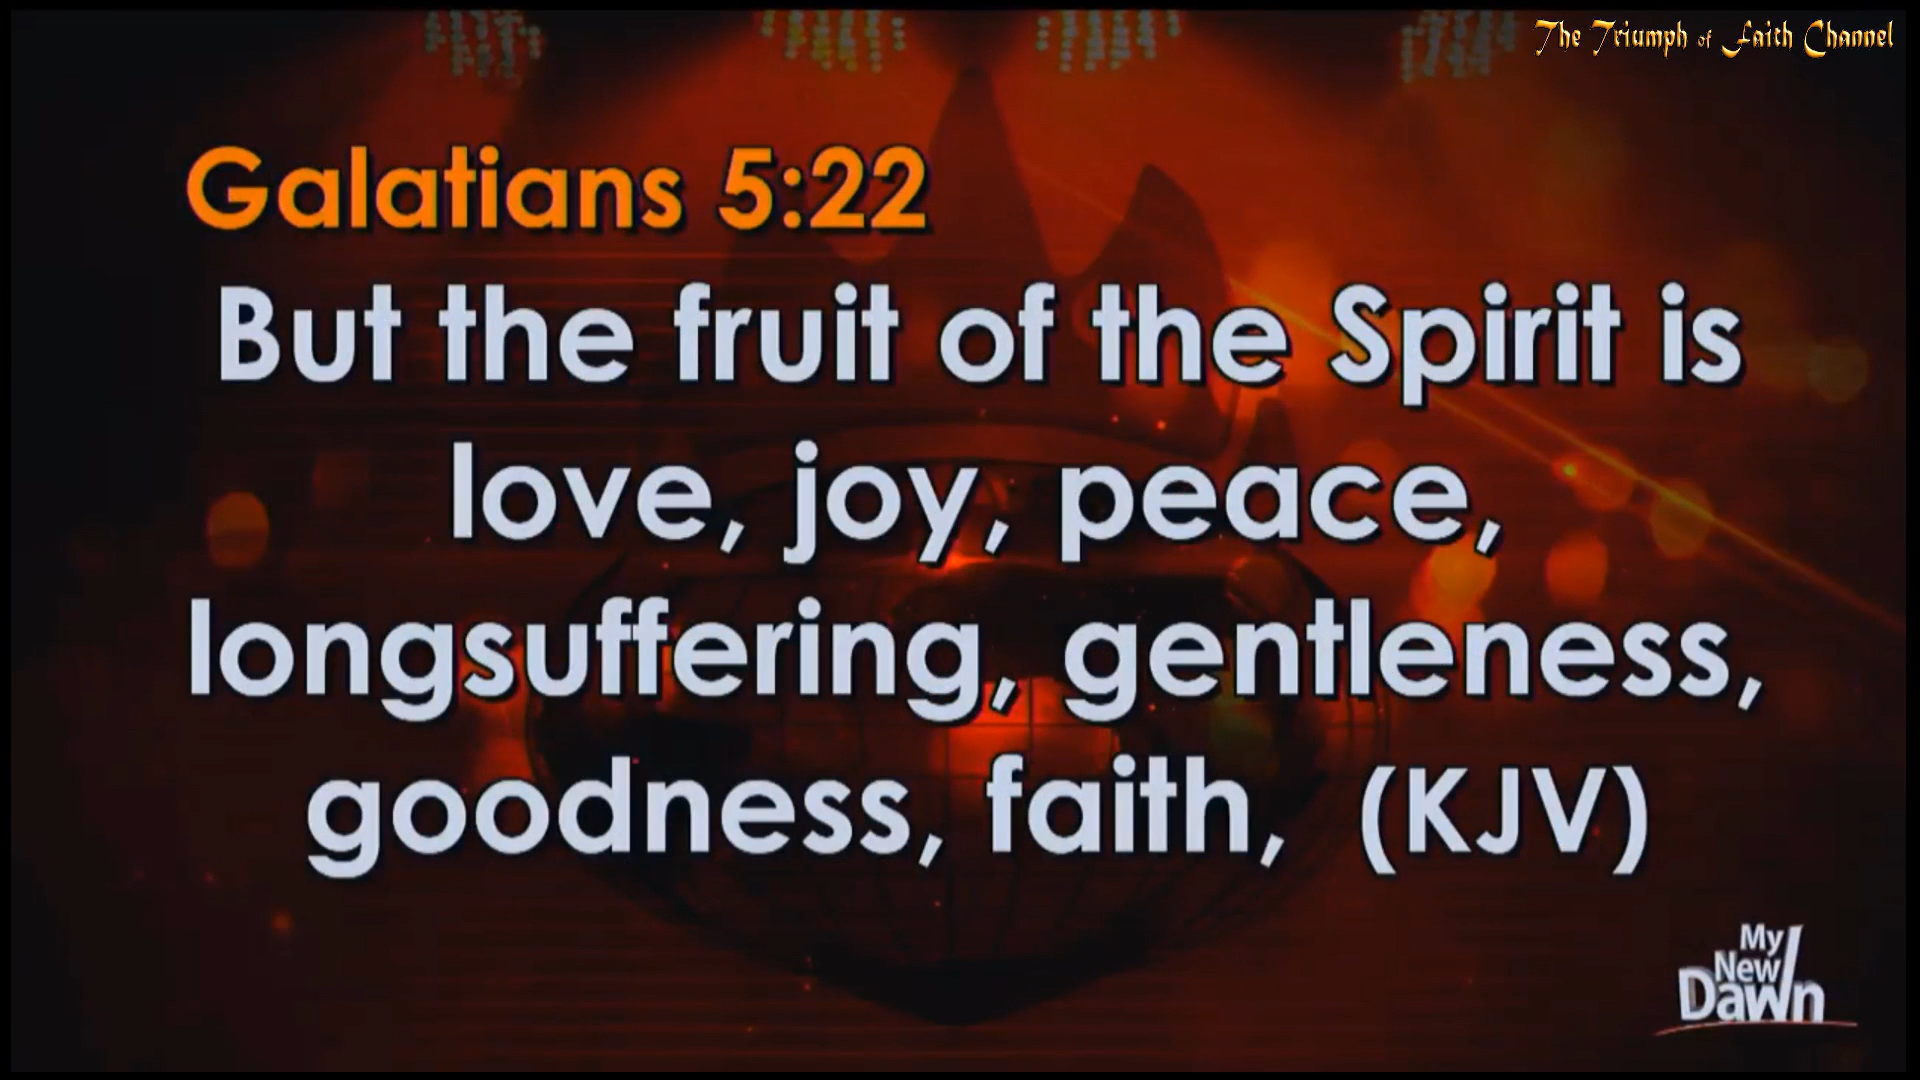 The Triumph of Faith Channel
Galatians 5:22
But the fruit of the Spirit is
love, joy, peace,
longsuffering, gentleness,
goodness, faith, (KJV)
My
New
Dawn